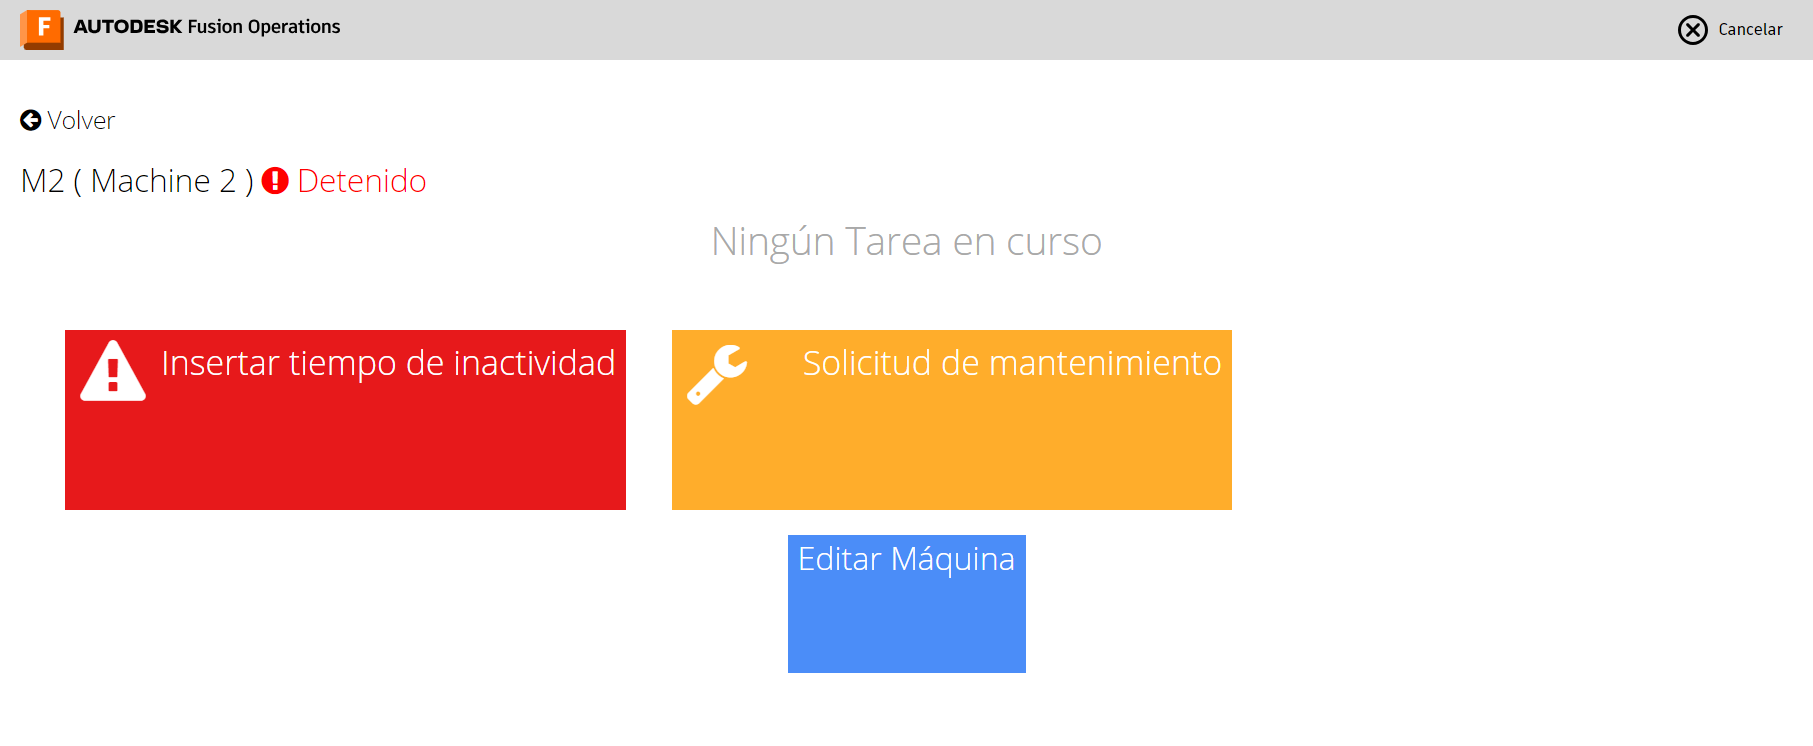 F AUTODESK Fusion Operations
Cancelar
Volver
M2 ( Machine 2 ) Detenido
Ningún Tarea en curso
Insertar tiempo de inactividad
Solicitud de mantenimiento
Editar Máquina